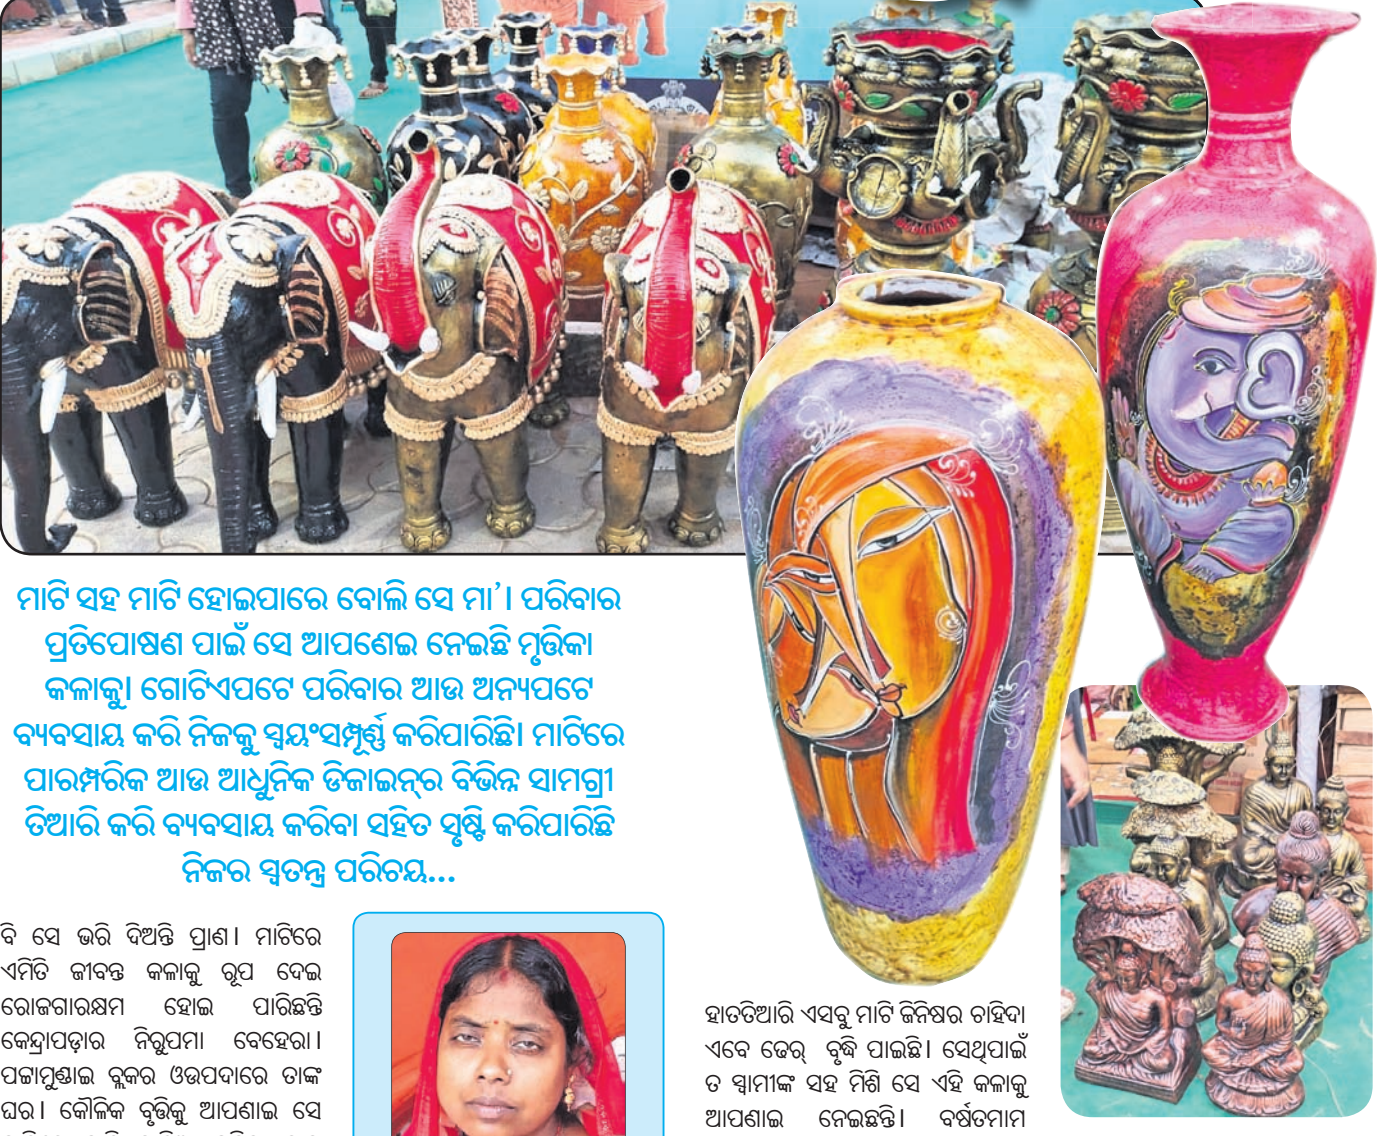 ମାଟି ସହ ମାଟି ହୋଇପାରେ ବୋଲି ସେ ମା’। ପରିବାର
ପ୍ରତିପୋଷଣ ପାଇଁ ସେ ଆପଣେଇ ନେଇଛି ମୃତ୍ତିକା
କଳାକୁ। ଗୋଟିଏପଟେ ପରିବାର ଆଉ ଅନ୍ୟପଟେ
ବ୍ୟବସାୟ କରି ନିଜକୁ ସ୍ୱୟଂସମ୍ପୂର୍ଣ୍ଣ କରିପାରିଛି। ମାଟିରେ
ପାରମ୍ପରିକ ଆଉ ଆଧୁନିକ ଡିଜାଇନ୍‌ର ବିଭିନ୍ନ ସାମଗ୍ରୀ
ତିଆରି କରି ବ୍ୟବସାୟ କରିବା ସହିତ ସୃଷ୍ଟି କରିପାରିଛି
ନିଜର ସ୍ୱତନ୍ତ୍ର ପରିଚୟ...
ବି ସେ ଭରି ଦିଅନ୍ତି ପ୍ରାଣ। ମାଟିରେ
ଏମିତି ଜୀବନ୍ତ କଳାକୁ ରୂପ ଦେଇ
ରୋଜଗାରକ୍ଷମ ହୋଇ ପାରିଛନ୍ତି
କେନ୍ଦ୍ରାପଡ଼ାର ନିରୁପମା ବେହେରା।
ପଟ୍ଟାମୁଣ୍ଡାଇ ବ୍ଲକର ଓଉପଦାରେ ତାଙ୍କ
ଘର। କୌଳିକ ବୃତ୍ତିକୁ ଆପଣାଇ ସେ
ହାତତିଆରି ଏସବୁ ମାଟି ଜିନିଷର ଚାହିଦା
ଏବେ ଢେର୍ ବୃଦ୍ଧି ପାଇଛି। ସେଥିପାଇଁ
ତ ସ୍ୱାମୀଙ୍କ ସହ ମିଶି ସେ ଏହି କଳାକୁ
ଆପଣାଇ ନେଇଛନ୍ତି। ବର୍ଷତମାମ